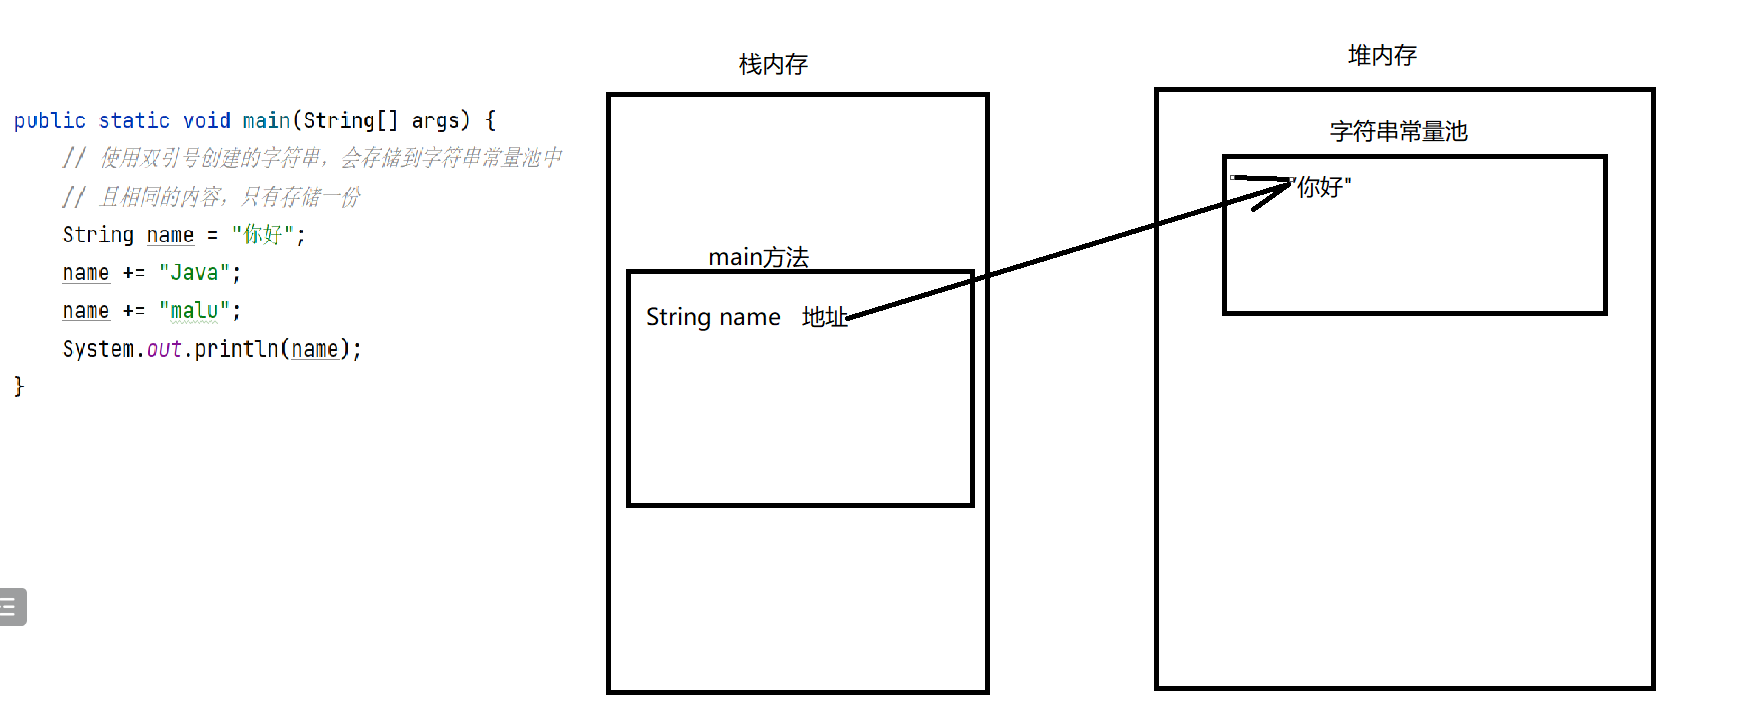 public static void main(String[] args) {
// 使用双引号创建的字符串，会存储到字符串常量池中
// 且相同的内容，只有存储一份
String name = "你好";
name += "Java";
name += "malu";
System.out.println(name);
}
栈内存
main方法
String name 地址
堆内存
字符串常量池
"你好"